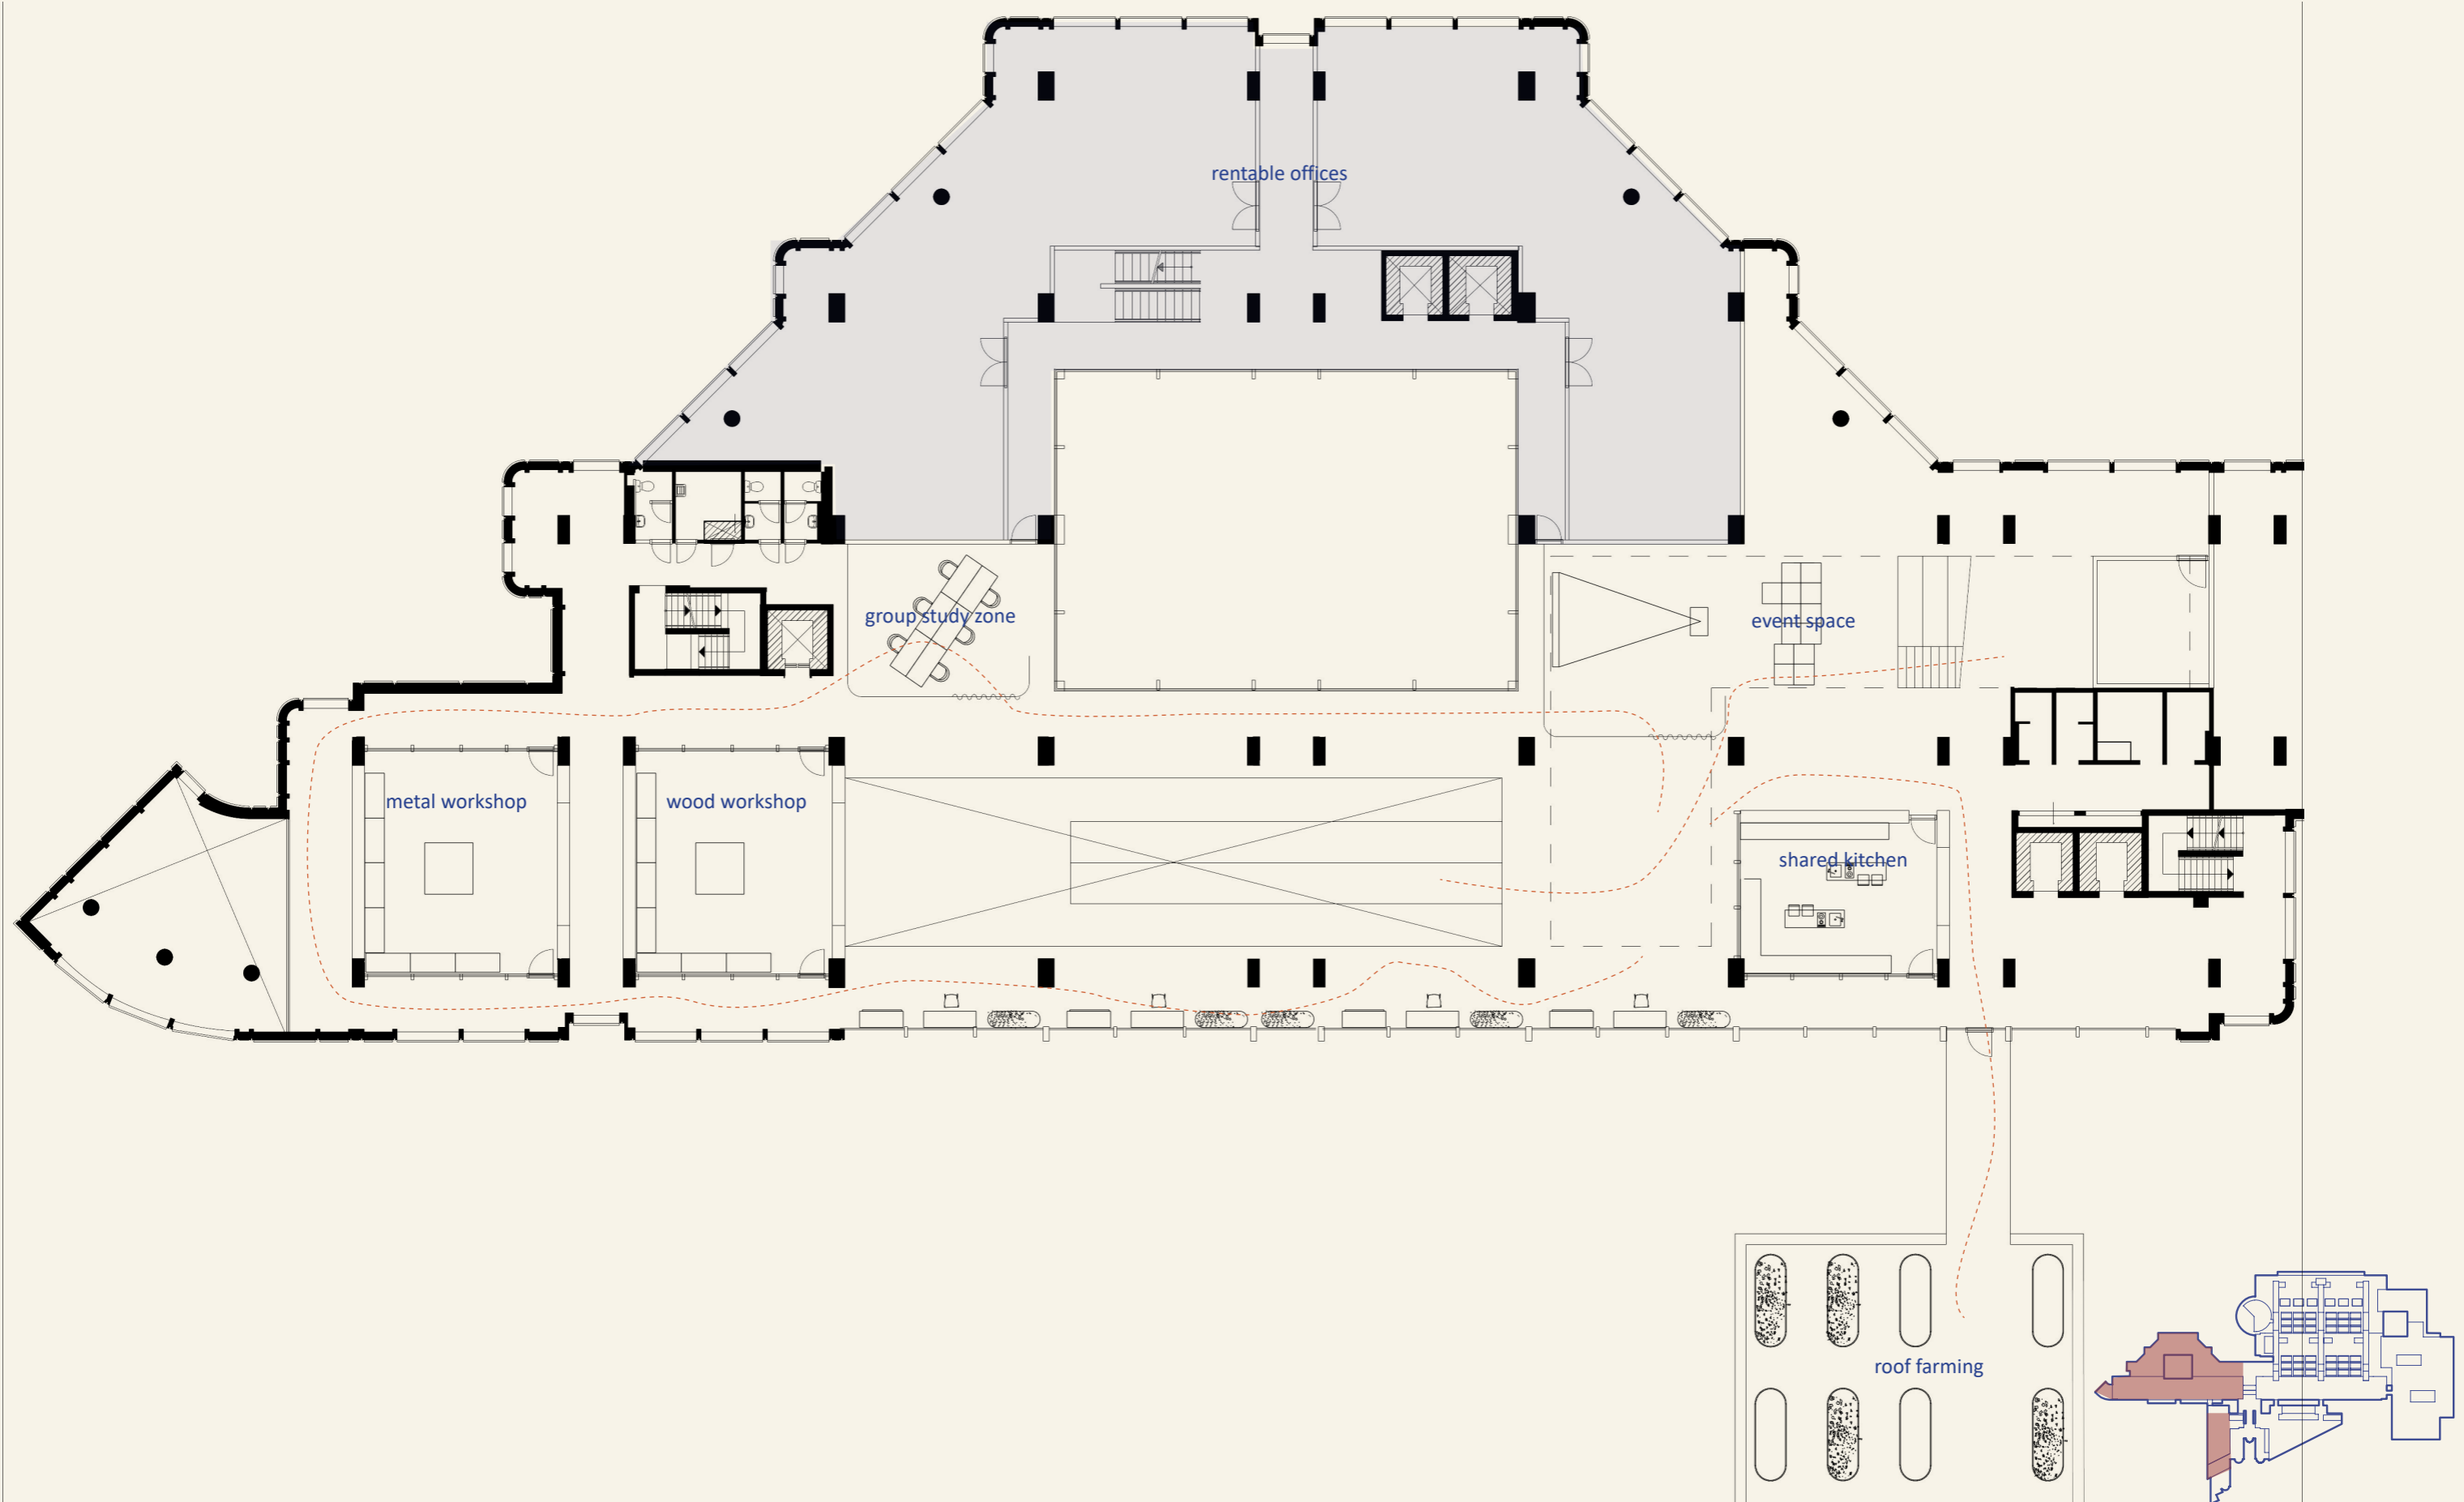 rentable offices
group study zone
event space
metal workshop
wood workshop
shared kitchen
roof farming